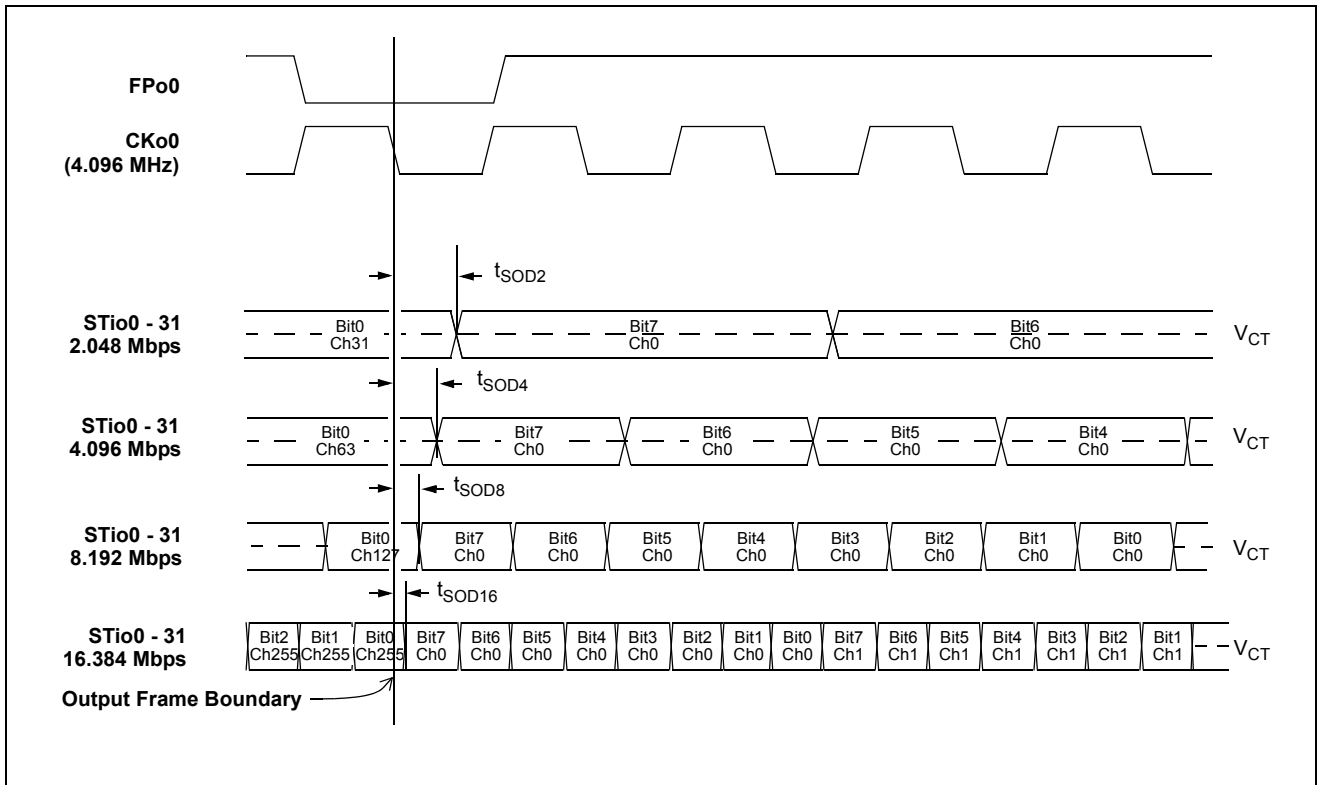 FPo0
CKo0
(4.096 MHz)
tSOD2
STio0 - 31
2.048 Mbps
Bit0
Ch31
Bit7
Ch0
Bit6
Ch0
VCT
tSOD4
STio0 - 31
4.096 Mbps
Bit0
Ch63
Bit7
Ch0
Bit6
Ch0
Bit5
Ch0
Bit4
Ch0
VCT
tSOD8
STio0 - 31
8.192 Mbps
Bit0
Ch127
Bit7
Ch0
Bit6
Ch0
Bit5
Ch0
Bit4
Ch0
Bit3
Ch0
Bit2
Ch0
Bit1
Ch0
Bit0
Ch0
VCT
tSOD16
STio0 - 31
16.384 Mbps
Bit2
Ch255
Bit1
Ch255
Bit0
Ch255
Bit7
Ch0
Bit6
Ch0
Bit5
Ch0
Bit4
Ch0
Bit3
Ch0
Bit2
Ch0
Bit1
Ch0
Bit0
Ch0
Bit7
Ch1
Bit6
Ch1
Bit5
Ch1
Bit4
Ch1
Bit3
Ch1
Bit2
Ch1
Bit1
Ch1
VCT
Output Frame Boundary